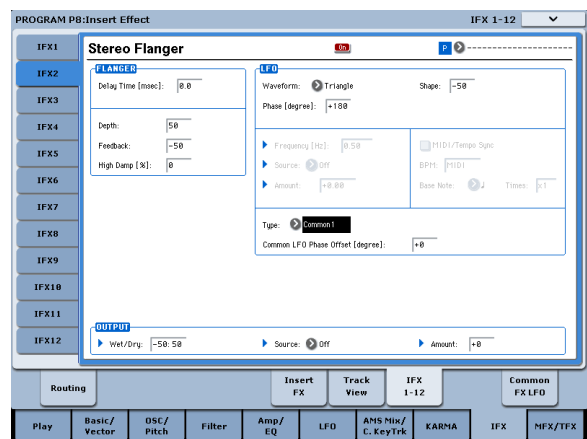 PROGRAM P8:Insert Effect IFX 1-12
IFX1
IFX2
IFX3
IFX4
IFX5
IFX6
IFX7
IFX8
IFX9
IFX10
IFX11
IFX12
Stereo Flanger On P ------------------------
FLANGER
Delay Time [msec]: 0.0
Depth: 50
Feedback: -50
High Damp [%]: 0
LFO
Waveform: Triangle Shape: -50
Phase [degree]: +180
Frequency [Hz]: 0.50 MIDI/Tempo Sync
Source: Off BPM: MIDI
Amount: +0.00 Base Note: ♩ Times: x1
Type: Common1
Common LFO Phase Offset [degree]: +0
OUTPUT
Wet/Dry: -50:50 Source: Off Amount: +0
Routing
Insert
FX
Track
View
IFX
1-12
Common
FX LFO
Play
Basic/
Vector
OSC/
Pitch
Filter
Amp/
EQ
LFO
AMS Mix/
C.KeyTrk
KARMA
IFX
MFX/TFX